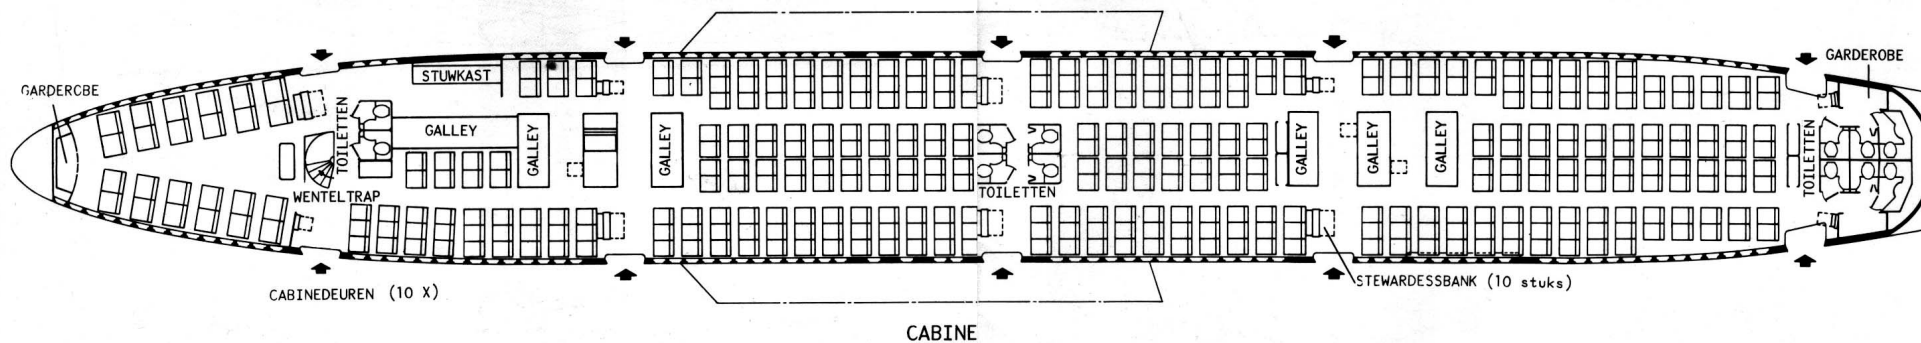 GARDEROBE
STUWKAST
TOILETTEN
GALLEY
GALLEY
WENTELTRAP
GALLEY
TOILETTEN
GALLEY
GALLEY
GALLEY
TOILETTEN
GARDEROBE
CABINEDEUREN (10 X)
STEWARDESSBANK (10 stuks)
CABINE